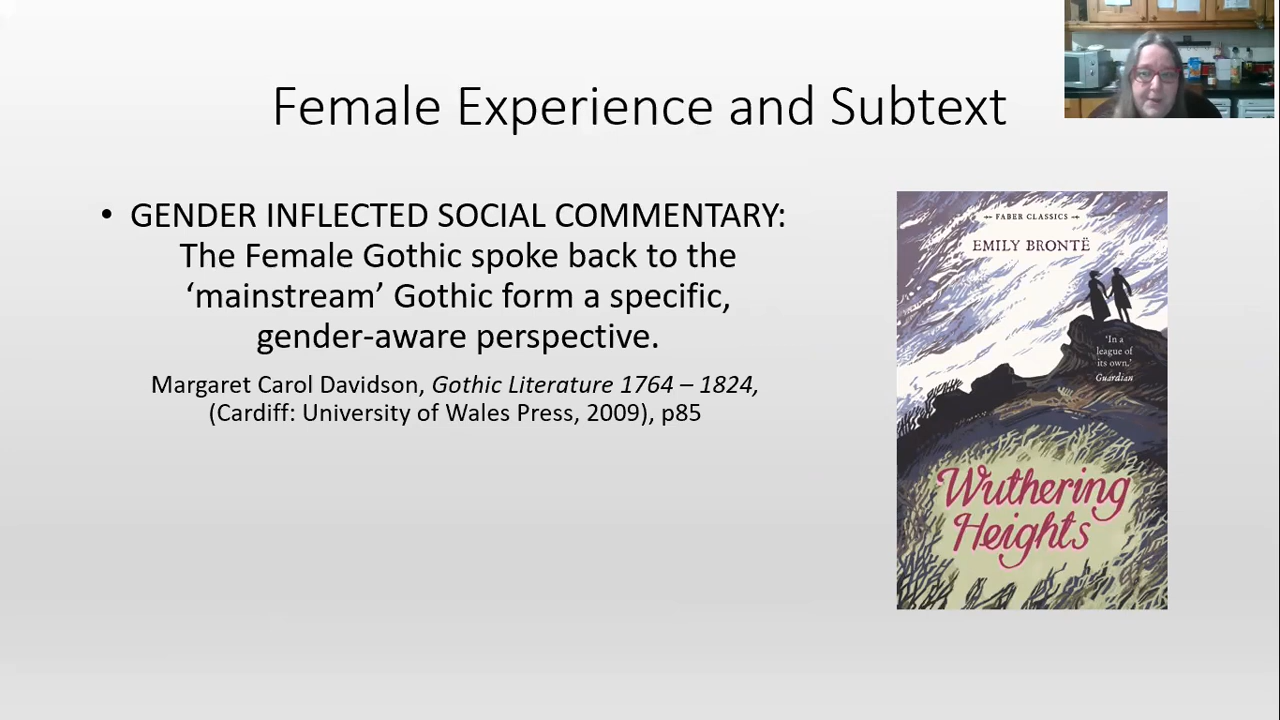 Female Experience and Subtext
• GENDER INFLECTED SOCIAL COMMENTARY:
The Female Gothic spoke back to the
‘mainstream’ Gothic form a specific,
gender-aware perspective.
Margaret Carol Davidson, Gothic Literature 1764 – 1824,
(Cardiff: University of Wales Press, 2009), p85
FABER CLASSICS
EMILY BRONTË
‘In a
league of
its own.’
Guardian
Wuthering
Heights